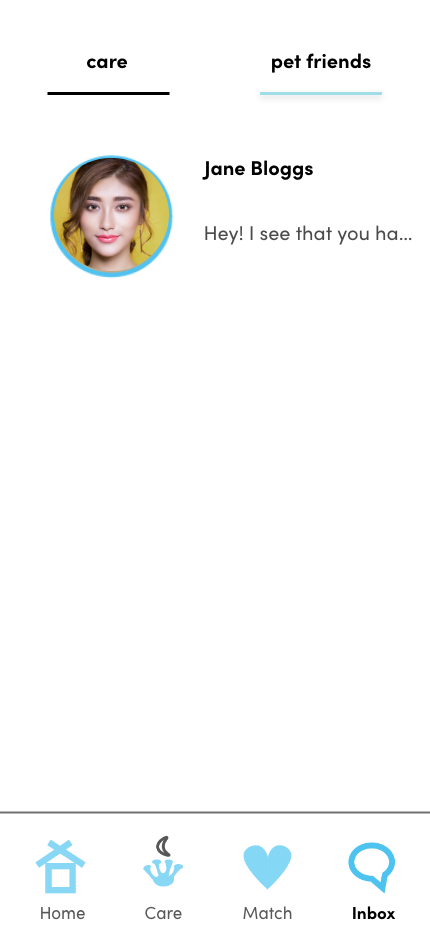 care
pet friends
Jane Bloggs
Hey! I see that you ha...
Home
Care
Match
Inbox